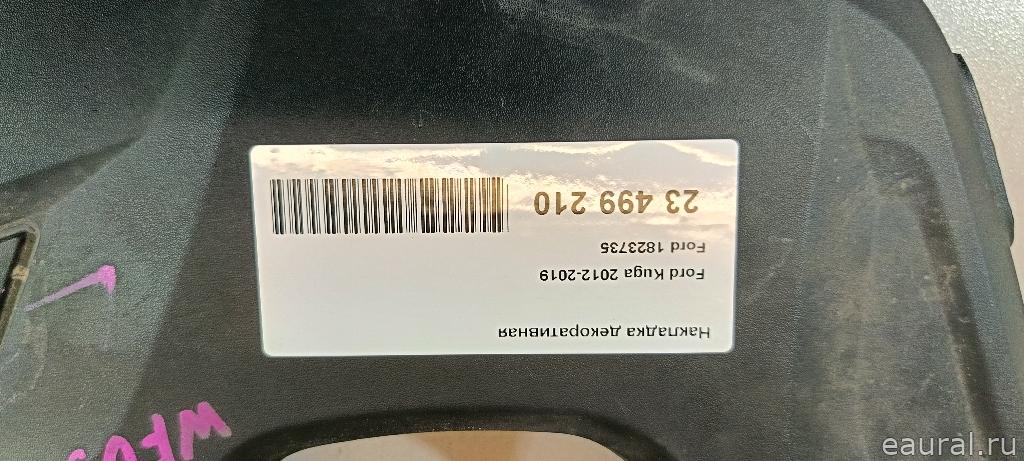 Накладка декоративная
Ford Kuga 2012-2019
Ford 1823735
23 499 210
eaural.ru